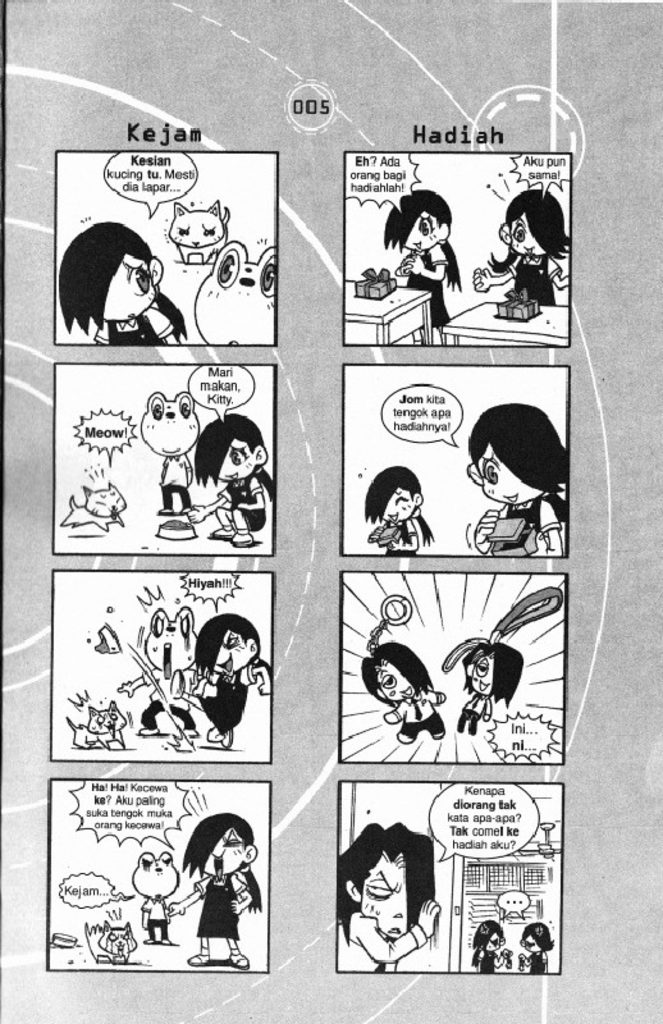 005
Kejam
Kesian
kucing tu. Mesti
dia lapar....
Mari
makan,
Kitty.
Meow!
Hiyah!!!
Ha! Ha! Kecewa
ke? Aku paling
suka tengok muka
orang kecewa!
Kejam...
Hadiah
Eh? Ada
orang bagi
hadiahlah!
Aku pun
sama!
Jom kita
tengok apa
hadiahnya!
Ini...
ni...
Kenapa
diorang tak
kata apa-apa?
Tak comel ke
hadiah aku?
...